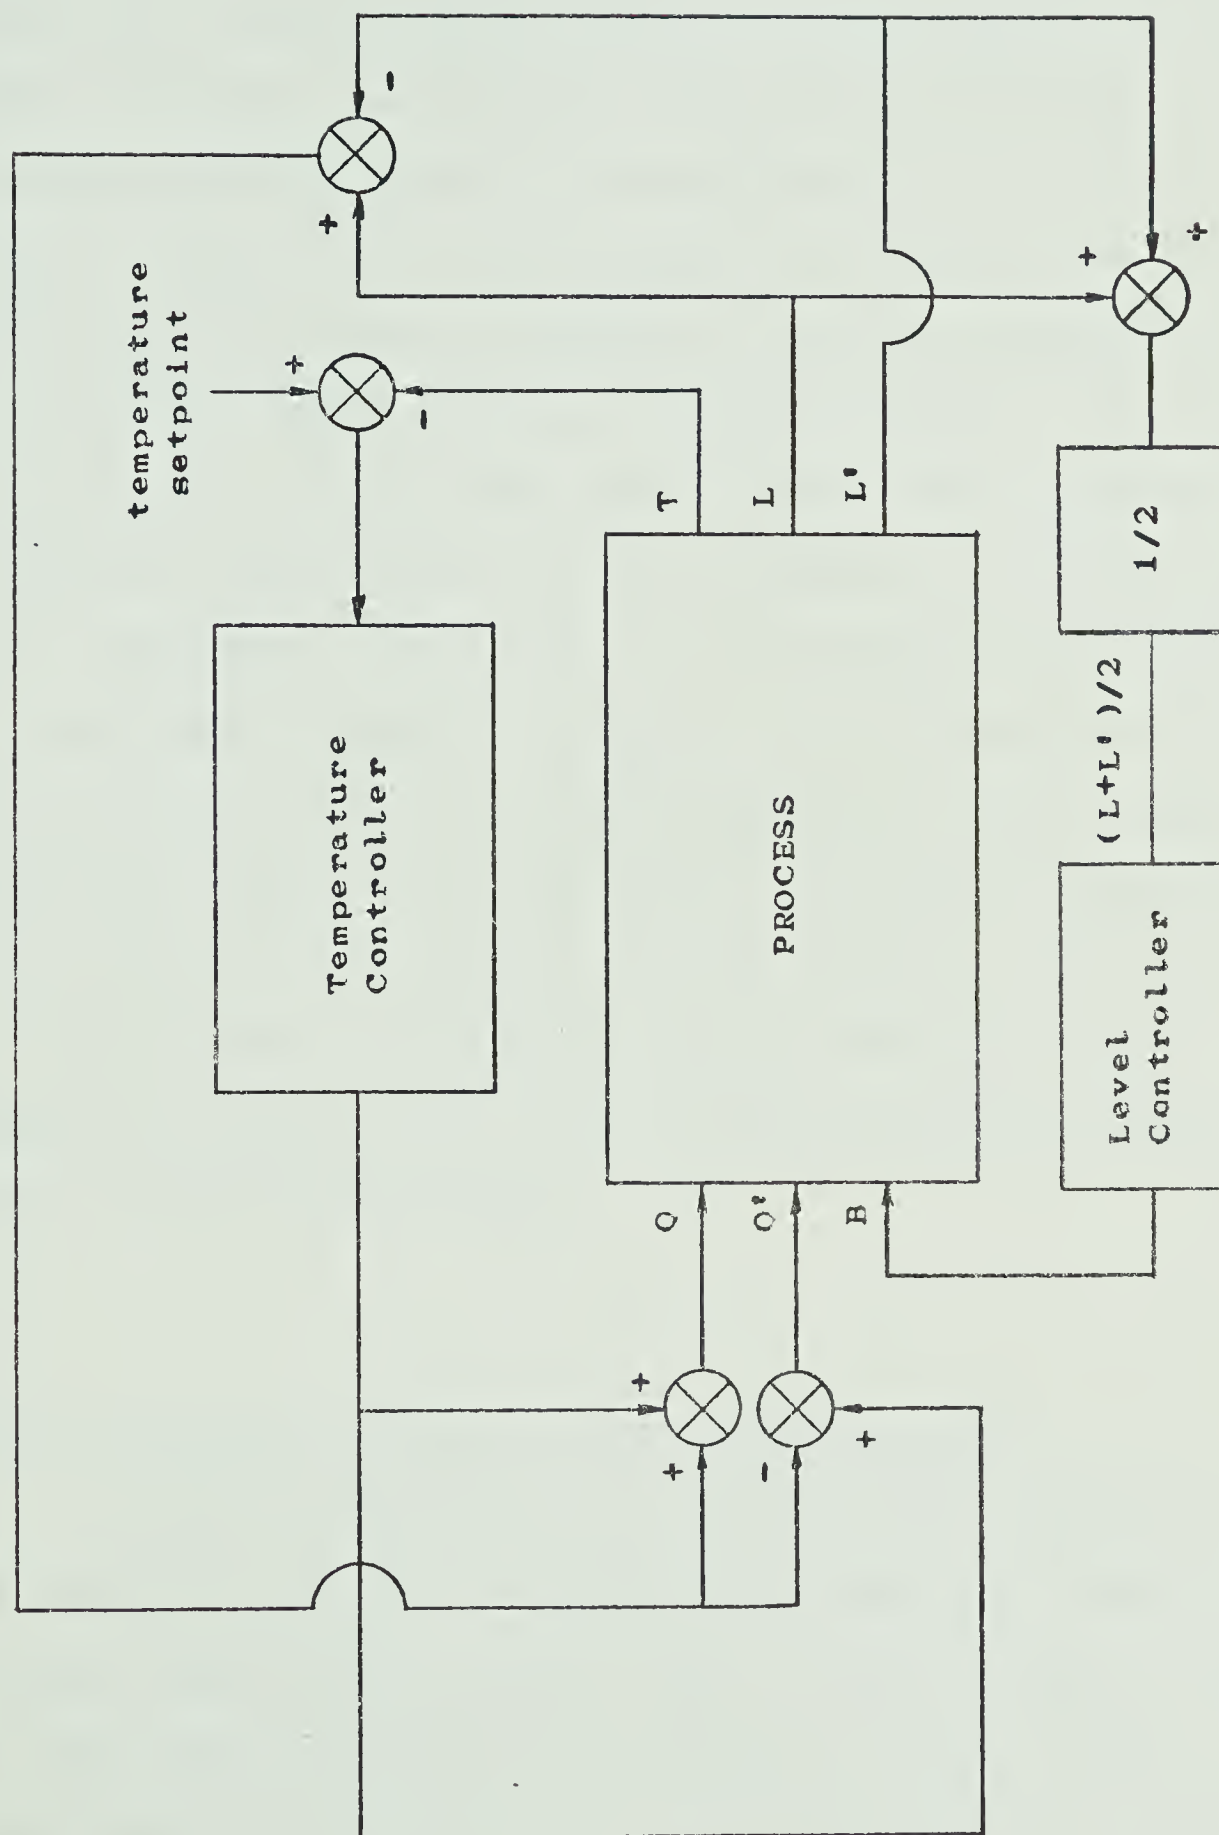 temperature
setpoint
+
-
-
+
+
+
T
L
L'
1/2
Temperature
Controller
PROCESS
(L+L')/2
Level
Controller
Q
Q'
B
+
+
-
+